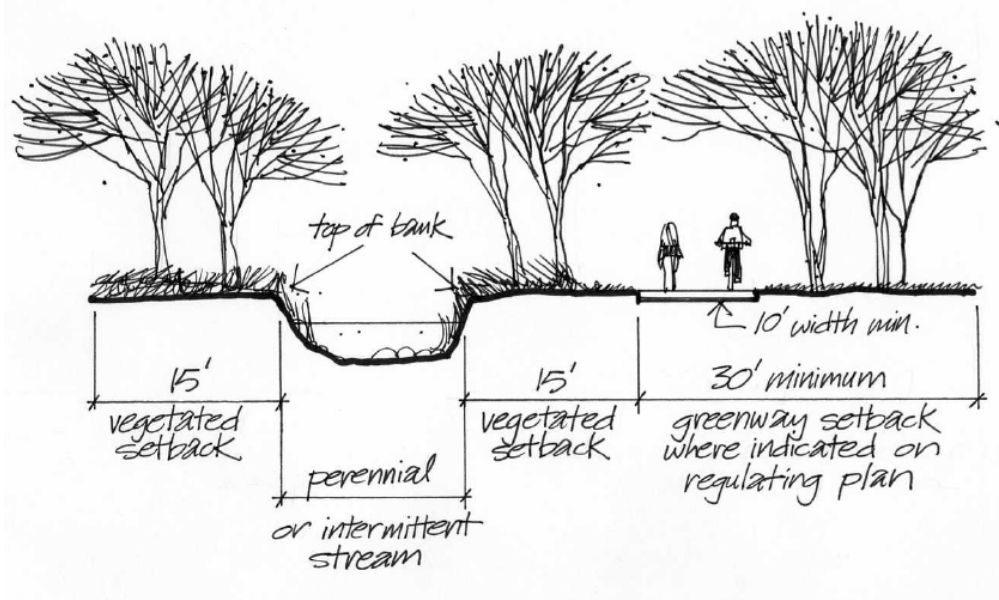 top of bank
10' width min.
15'
vegetated
setback
15'
vegetated
setback
30' minimum
greenway setback
where indicated on
regulating plan
perennial
or intermittent
stream